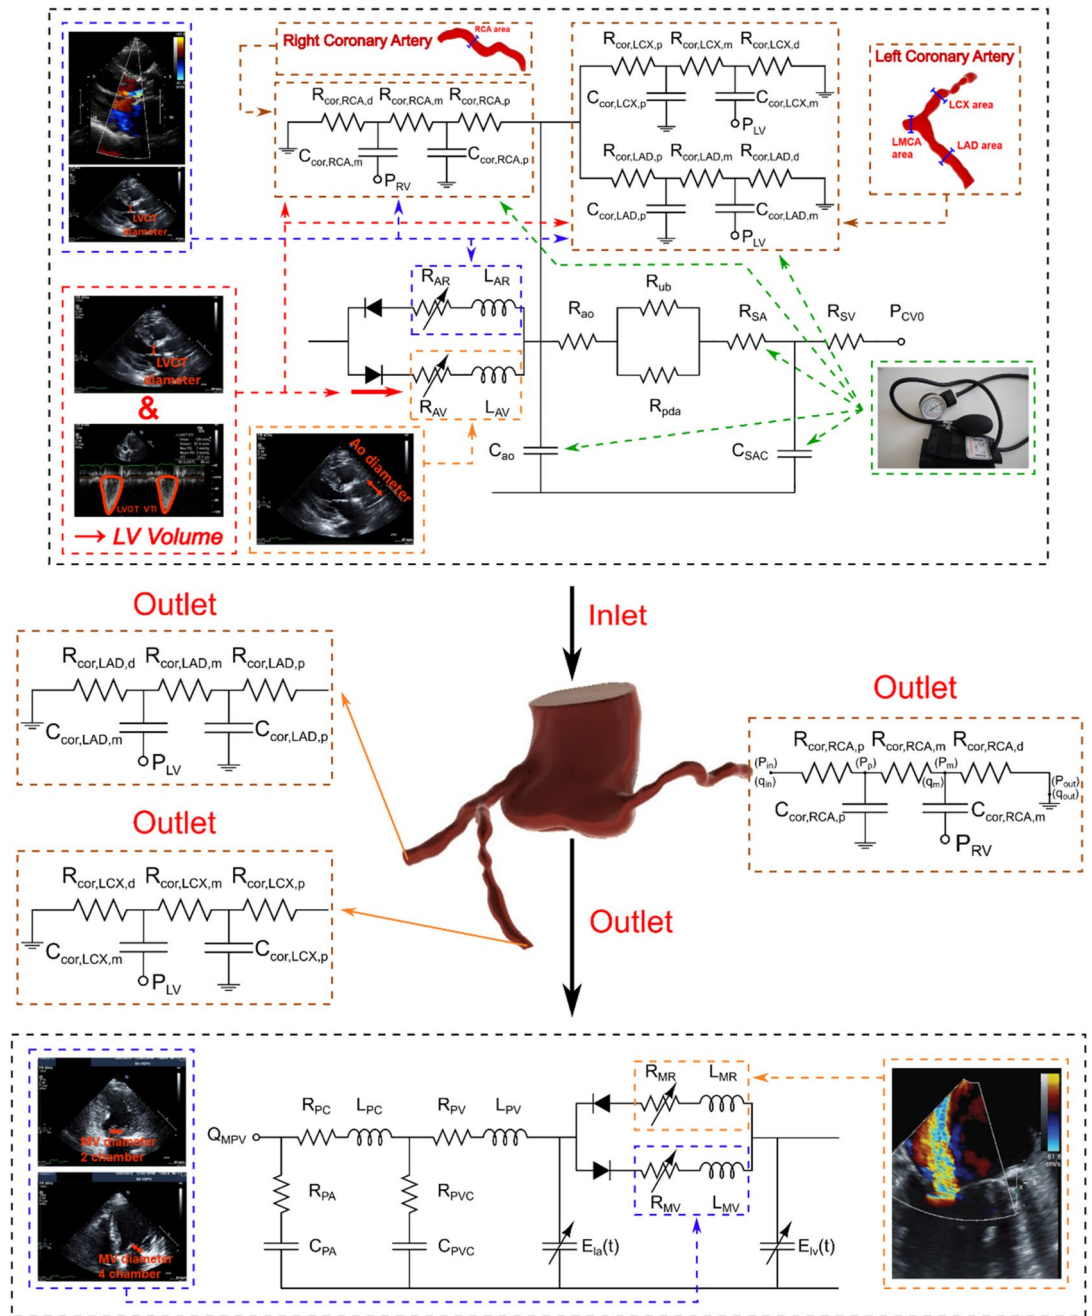 Right Coronary Artery
RCA area
R_cor,RCA,d R_cor,RCA,m R_cor,RCA,p
C_cor,RCA,m
C_cor,RCA,p
P_RV
R_cor,LCX,p R_cor,LCX,m R_cor,LCX,d
C_cor,LCX,p
C_cor,LCX,m
P_LV
R_cor,LAD,p R_cor,LAD,m R_cor,LAD,d
C_cor,LAD,p
C_cor,LAD,m
P_LV
Left Coronary Artery
LCX area
LMCA
area
LAD area
LVOT
diameter
LVOT
diameter
&
LVOT VTI
→ LV Volume
R_AR L_AR
R_AV L_AV
Ao diameter
R_ao
R_ub
R_pda
R_SA
R_SV
P_CV0
C_ao
C_SAC
Inlet
Outlet
R_cor,LAD,d R_cor,LAD,m R_cor,LAD,p
C_cor,LAD,m
C_cor,LAD,p
P_LV
Outlet
R_cor,LCX,d R_cor,LCX,m R_cor,LCX,p
C_cor,LCX,m
C_cor,LCX,p
P_LV
Outlet
R_cor,RCA,p R_cor,RCA,m R_cor,RCA,d
(P_in) (P_p) (P_m) (P_out)
(q_in) (q_m) (q_out)
C_cor,RCA,p
C_cor,RCA,m
P_RV
Outlet
MV diameter
2 chamber
MV diameter
4 chamber
Q_MPV
R_PC L_PC R_PV L_PV
R_PA
C_PA
R_PVC
C_PVC
E_la(t)
R_MR L_MR
R_MV L_MV
E_lv(t)
61.6
cm/s